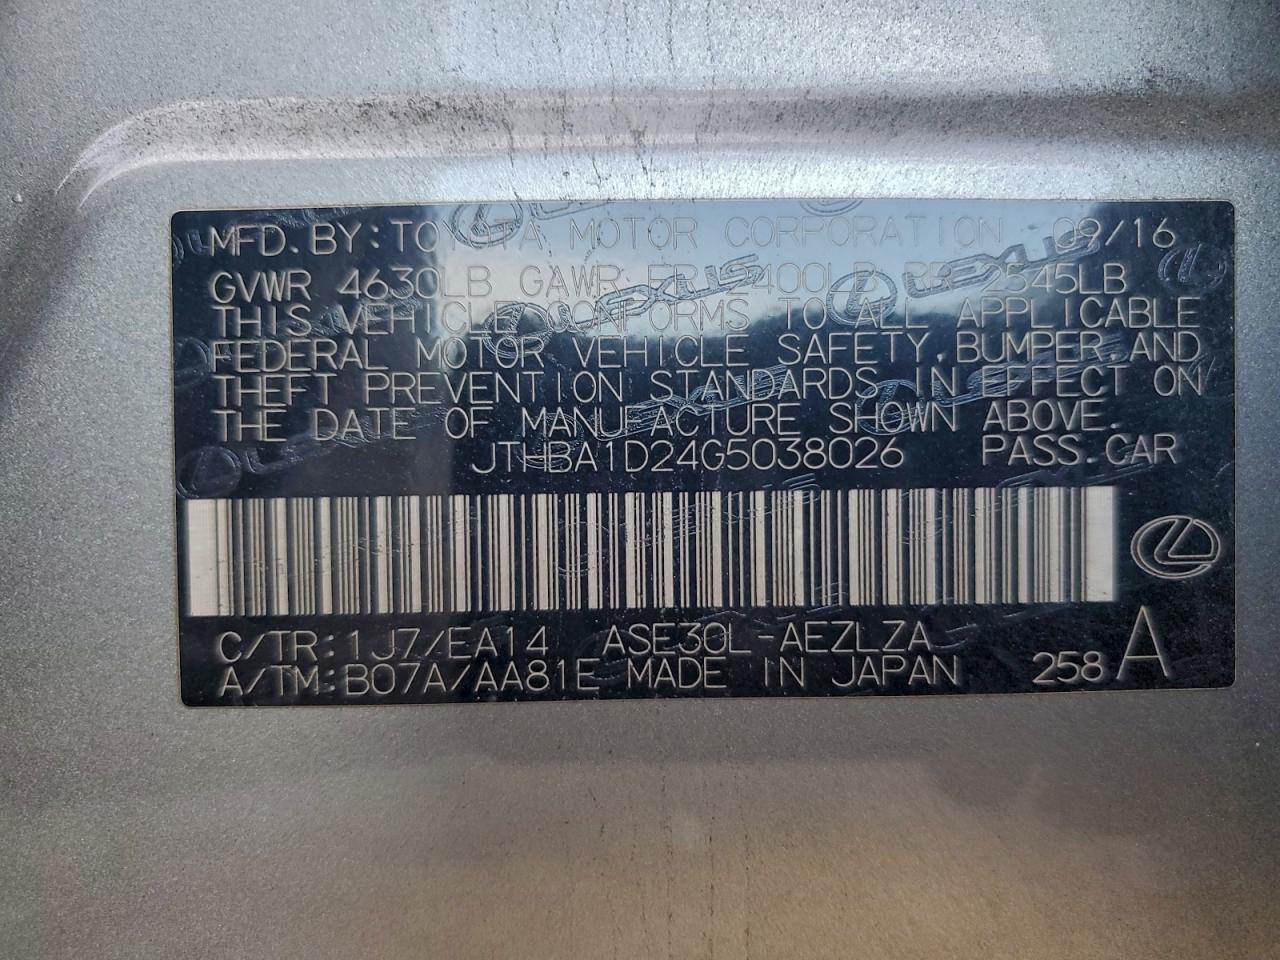 MFD. BY: TOYOTA MOTOR CORPORATION 09/16
GVWR 4630LB GAWR FR 2400LB RR 2545LB
THIS VEHICLE CONFORMS TO ALL APPLICABLE
FEDERAL MOTOR VEHICLE SAFETY, BUMPER, AND
THEFT PREVENTION STANDARDS IN EFFECT ON
THE DATE OF MANUFACTURE SHOWN ABOVE.
JTHBA1D24G5038026 PASS. CAR
C/TR: 1J7/EA14 ASE30L-AEZLZA
A/TM: B07A/AA81E MADE IN JAPAN 258 A